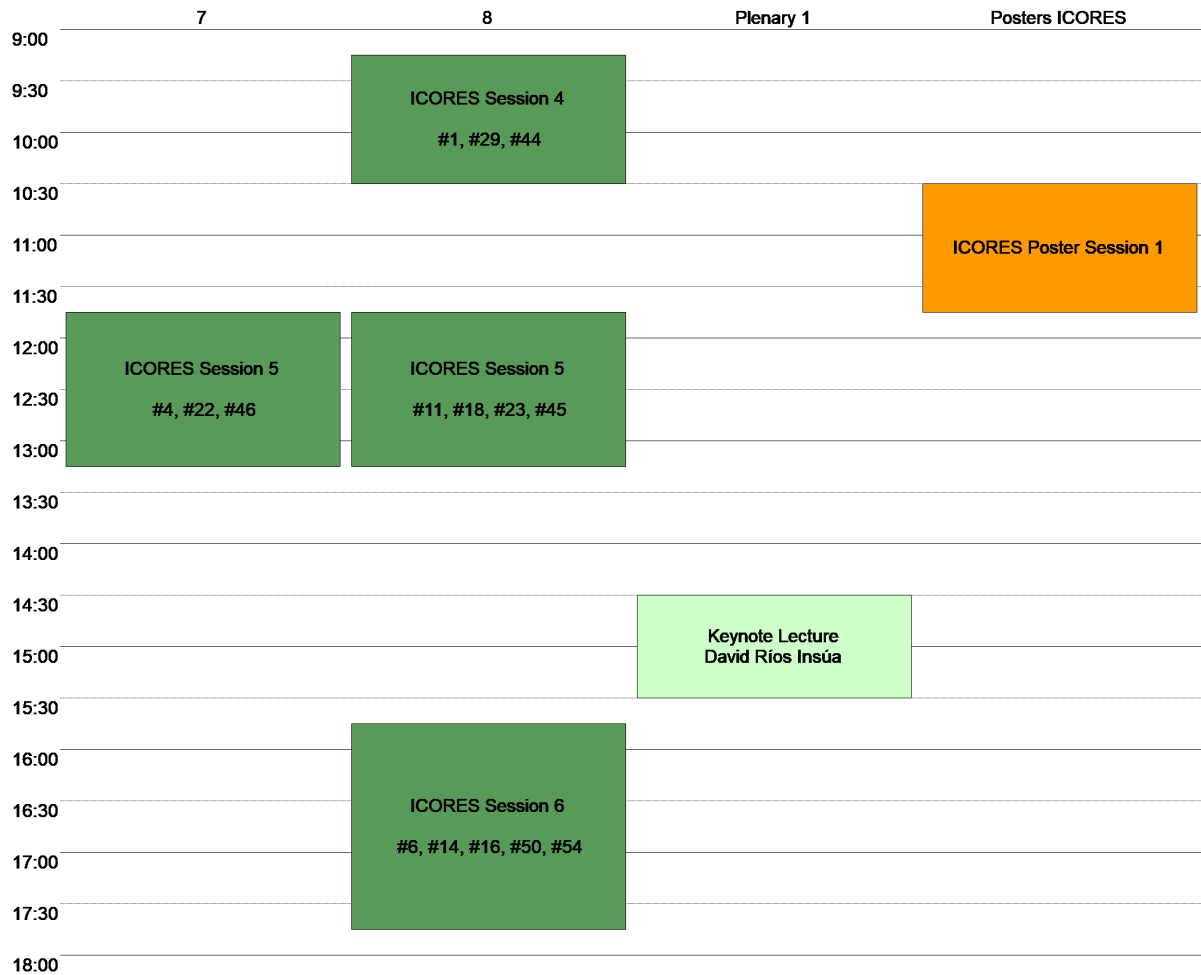 7 8 Plenary 1 Posters ICORES
9:00
9:30
ICORES Session 4
10:00
#1, #29, #44
10:30
11:00
ICORES Poster Session 1
11:30
12:00
ICORES Session 5 ICORES Session 5
12:30
#4, #22, #46 #11, #18, #23, #45
13:00
13:30
14:00
14:30
Keynote Lecture
15:00
David Ríos Insúa
15:30
16:00
ICORES Session 6
16:30
#6, #14, #16, #50, #54
17:00
17:30
18:00